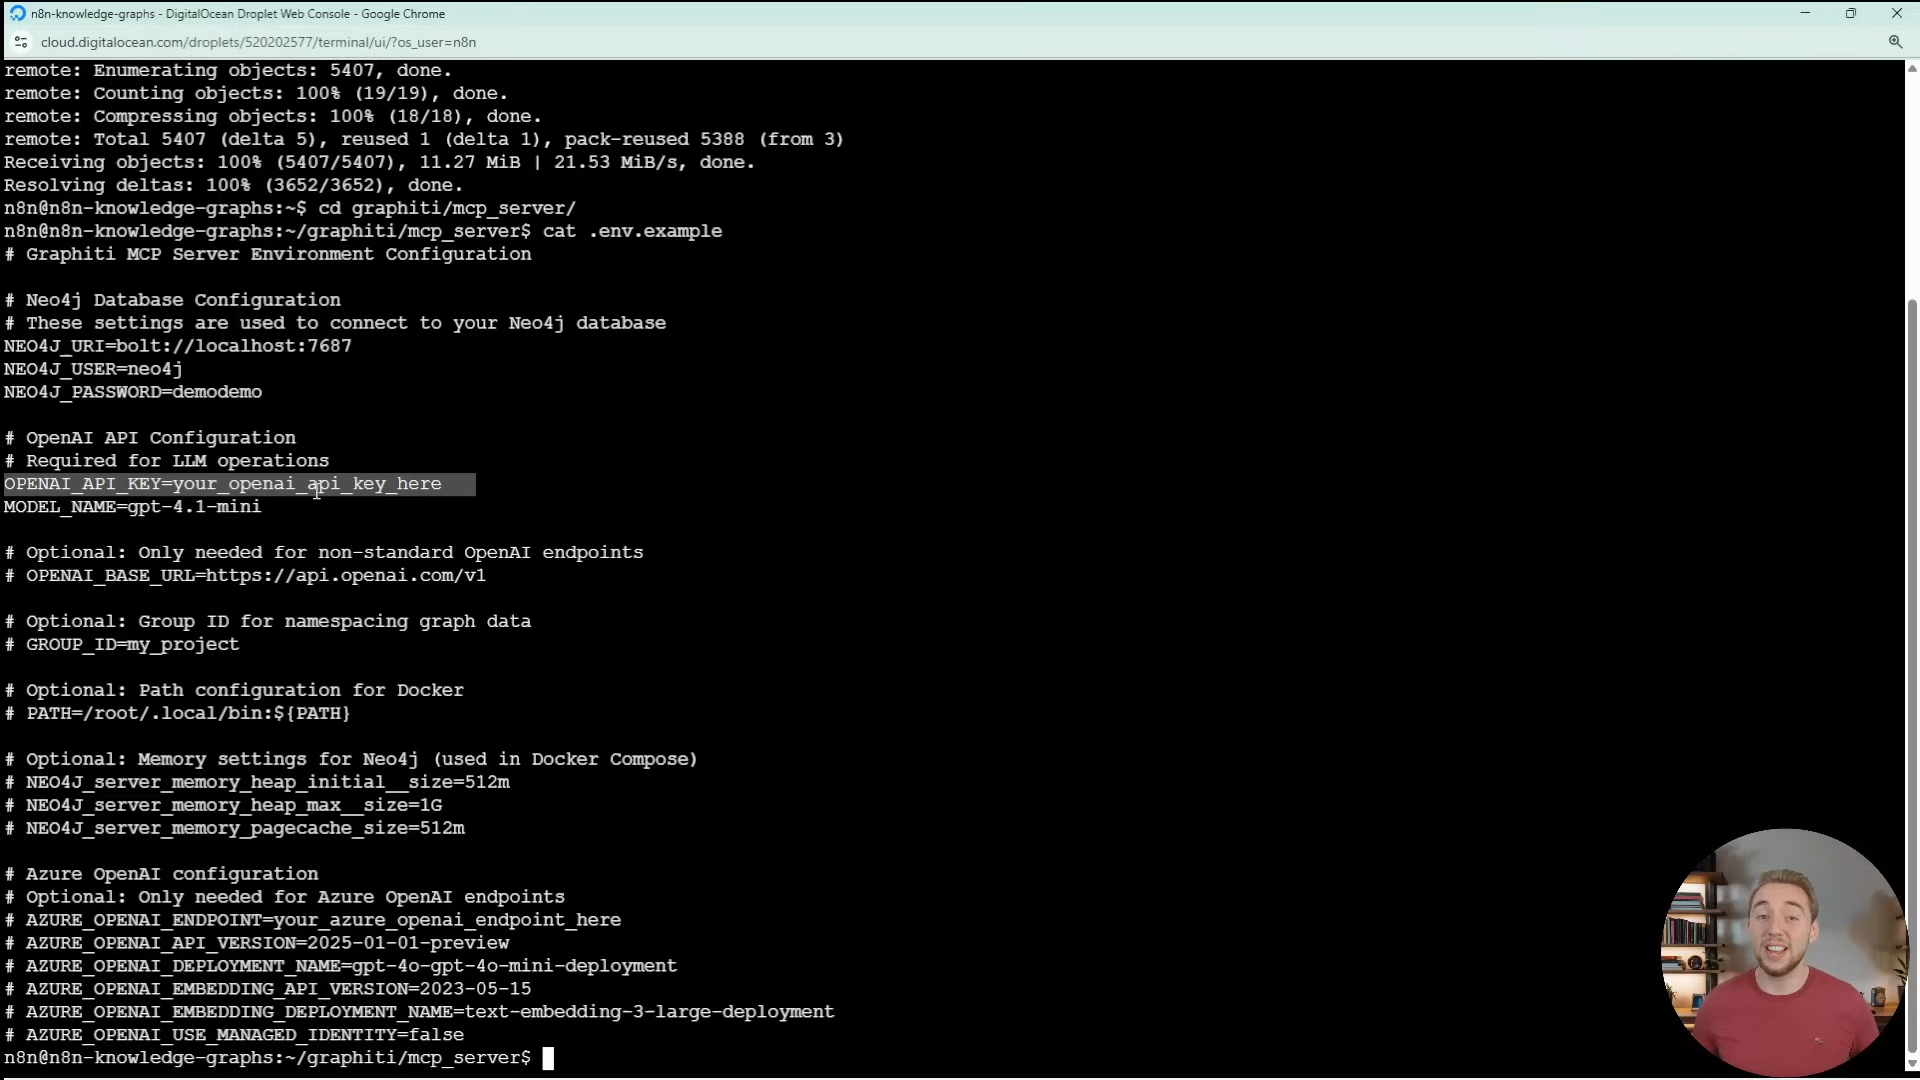 n8n-knowledge-graphs - DigitalOcean Droplet Web Console - Google Chrome
cloud.digitalocean.com/droplets/520202577/terminal/ui/?os_user=n8n
remote: Enumerating objects: 5407, done.
remote: Counting objects: 100% (19/19), done.
remote: Compressing objects: 100% (18/18), done.
remote: Total 5407 (delta 5), reused 1 (delta 1), pack-reused 5388 (from 3)
Receiving objects: 100% (5407/5407), 11.27 MiB | 21.53 MiB/s, done.
Resolving deltas: 100% (3652/3652), done.
n8n@n8n-knowledge-graphs:~$ cd graphiti/mcp_server/
n8n@n8n-knowledge-graphs:~/graphiti/mcp_server$ cat .env.example
# Graphiti MCP Server Environment Configuration
# Neo4j Database Configuration
# These settings are used to connect to your Neo4j database
NEO4J_URI=bolt://localhost:7687
NEO4J_USER=neo4j
NEO4J_PASSWORD=demodemo
# OpenAI API Configuration
# Required for LLM operations
OPENAI_API_KEY=your_openai_api_key_here
MODEL_NAME=gpt-4.1-mini
# Optional: Only needed for non-standard OpenAI endpoints
# OPENAI_BASE_URL=https://api.openai.com/v1
# Optional: Group ID for namespacing graph data
# GROUP_ID=my_project
# Optional: Path configuration for Docker
# PATH=/root/.local/bin:${PATH}
# Optional: Memory settings for Neo4j (used in Docker Compose)
# NEO4J_server_memory_heap_initial__size=512m
# NEO4J_server_memory_heap_max__size=1G
# NEO4J_server_memory_pagecache_size=512m
# Azure OpenAI configuration
# Optional: Only needed for Azure OpenAI endpoints
# AZURE_OPENAI_ENDPOINT=your_azure_openai_endpoint_here
# AZURE_OPENAI_API_VERSION=2025-01-01-preview
# AZURE_OPENAI_DEPLOYMENT_NAME=gpt-4o-gpt-4o-mini-deployment
# AZURE_OPENAI_EMBEDDING_API_VERSION=2023-05-15
# AZURE_OPENAI_EMBEDDING_DEPLOYMENT_NAME=text-embedding-3-large-deployment
# AZURE_OPENAI_USE_MANAGED_IDENTITY=false
n8n@n8n-knowledge-graphs:~/graphiti/mcp_server$